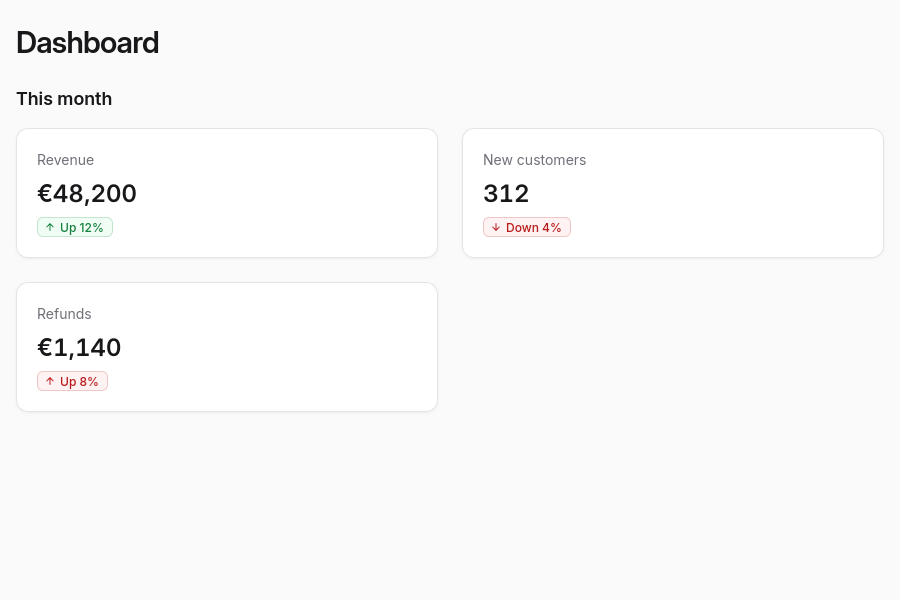 Dashboard
This month
Revenue
€48,200
↑ Up 12%
New customers
312
↓ Down 4%
Refunds
€1,140
↑ Up 8%